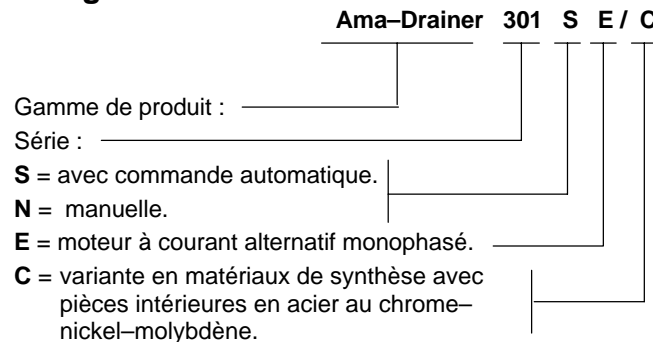 Ama–Drainer 301 S E / C
Gamme de produit :
Série :
S = avec commande automatique.
N = manuelle.
E = moteur à courant alternatif monophasé.
C = variante en matériaux de synthèse avec
pièces intérieures en acier au chrome–
nickel–molybdène.